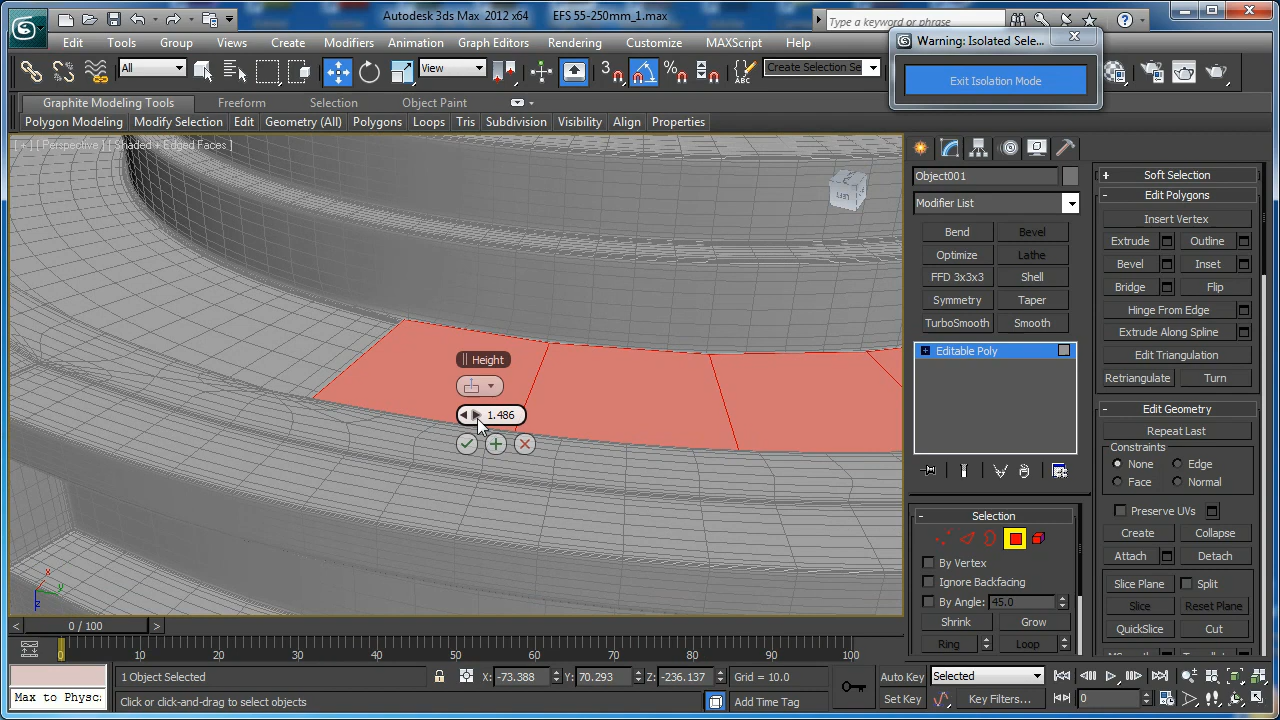 Autodesk 3ds Max 2012 x64 EFS 55-250mm_1.max
Type a keyword or phrase
Edit Tools Group Views Create Modifiers Animation Graph Editors Rendering Customize MAXScript Help
Warning: Isolated Sele...
Exit Isolation Mode
All View 3 Create Selection Se
Graphite Modeling Tools Freeform Selection Object Paint
Polygon Modeling Modify Selection Edit Geometry (All) Polygons Loops Tris Subdivision Visibility Align Properties
[ + ] [ Perspective ] [ Shaded + Edged Faces ]
LEFT
Height
1.486
x y z
Object001
Modifier List
Bend Bevel
Optimize Lathe
FFD 3x3x3 Shell
Symmetry Taper
TurboSmooth Smooth
Editable Poly
Selection
By Vertex
Ignore Backfacing
By Angle: 45.0
Shrink Grow
Ring Loop
Soft Selection
Edit Polygons
Insert Vertex
Extrude Outline
Bevel Inset
Bridge Flip
Hinge From Edge
Extrude Along Spline
Edit Triangulation
Retriangulate Turn
Edit Geometry
Repeat Last
Constraints
None Edge
Face Normal
Preserve UVs
Create Collapse
Attach Detach
Slice Plane Split
Slice Reset Plane
QuickSlice Cut
0 / 100
0 10 20 30 40 50 60 70 80 90 100
1 Object Selected X: -73.388 Y: 70.293 Z: -236.137 Grid = 10.0 Auto Key Selected
Max to Physc
Click or click-and-drag to select objects Add Time Tag Set Key Key Filters... 0